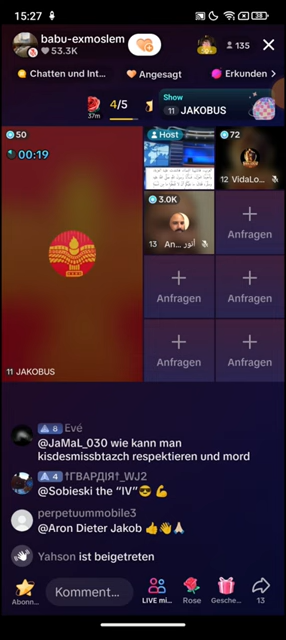 15:27
38
babu-exmoslem
53.3K
135
Chatten und Int...
Angesagt
Erkunden
37m
4/5
Show
11 JAKOBUS
50
00:19
Host
72
12 VidaLo...
3.0K
13 An... أنور
Anfragen
Anfragen
Anfragen
Anfragen
Anfragen
Anfragen
11 JAKOBUS
8 Evé
@JaMaL_030 wie kann man
kisdesmissbtazch respektieren und mord
4 †ГВАРДІЯ†_WJ2
@Sobieski the “IV”😎 💪
perpetuummobile3
@Aron Dieter Jakob 👍👋🙏🏻
Yahson ist beigetreten
Abonn...
Komment...
LIVE mi...
Rose
Gesche...
13